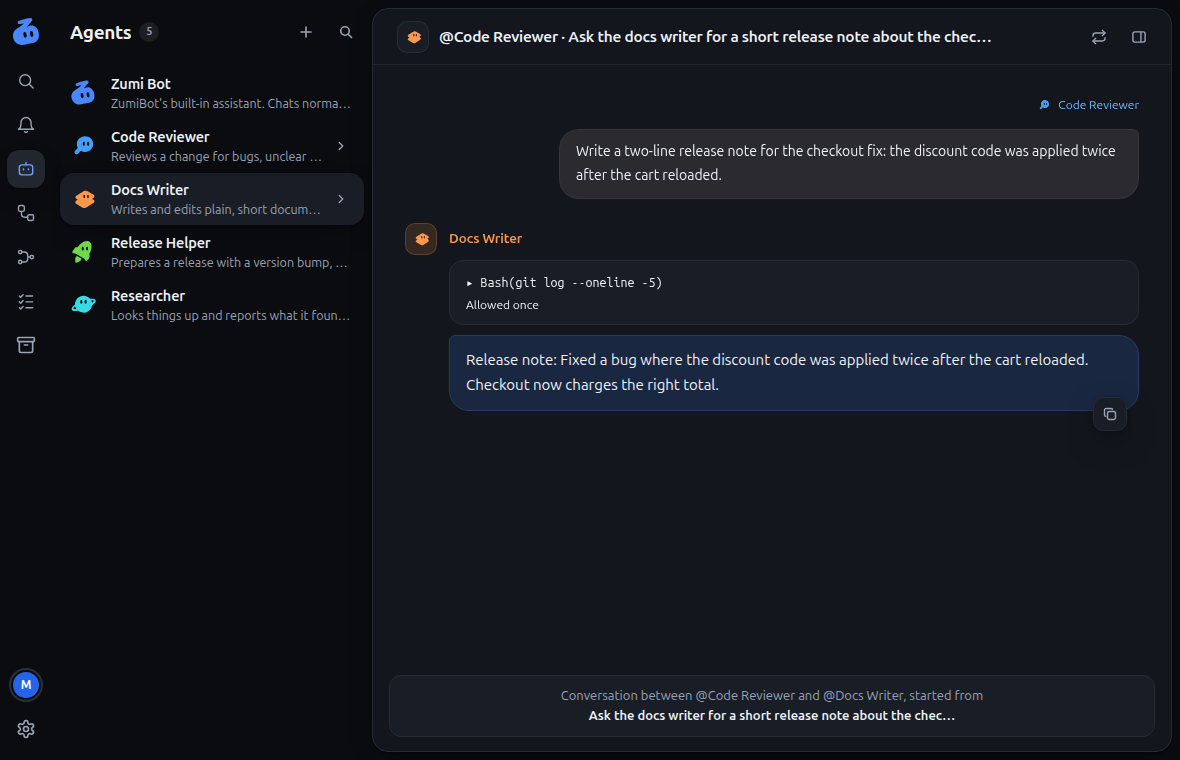 Agents 5
Zumi Bot
ZumiBot's built-in assistant. Chats norma…
Code Reviewer
Reviews a change for bugs, unclear …
Docs Writer
Writes and edits plain, short docum…
Release Helper
Prepares a release with a version bump, …
Researcher
Looks things up and reports what it foun…
M
@Code Reviewer · Ask the docs writer for a short release note about the chec…
Code Reviewer
Write a two-line release note for the checkout fix: the discount code was applied twice
after the cart reloaded.
Docs Writer
▸ Bash(git log --oneline -5)
Allowed once
Release note: Fixed a bug where the discount code was applied twice after the cart reloaded.
Checkout now charges the right total.
Conversation between @Code Reviewer and @Docs Writer, started from
Ask the docs writer for a short release note about the chec…